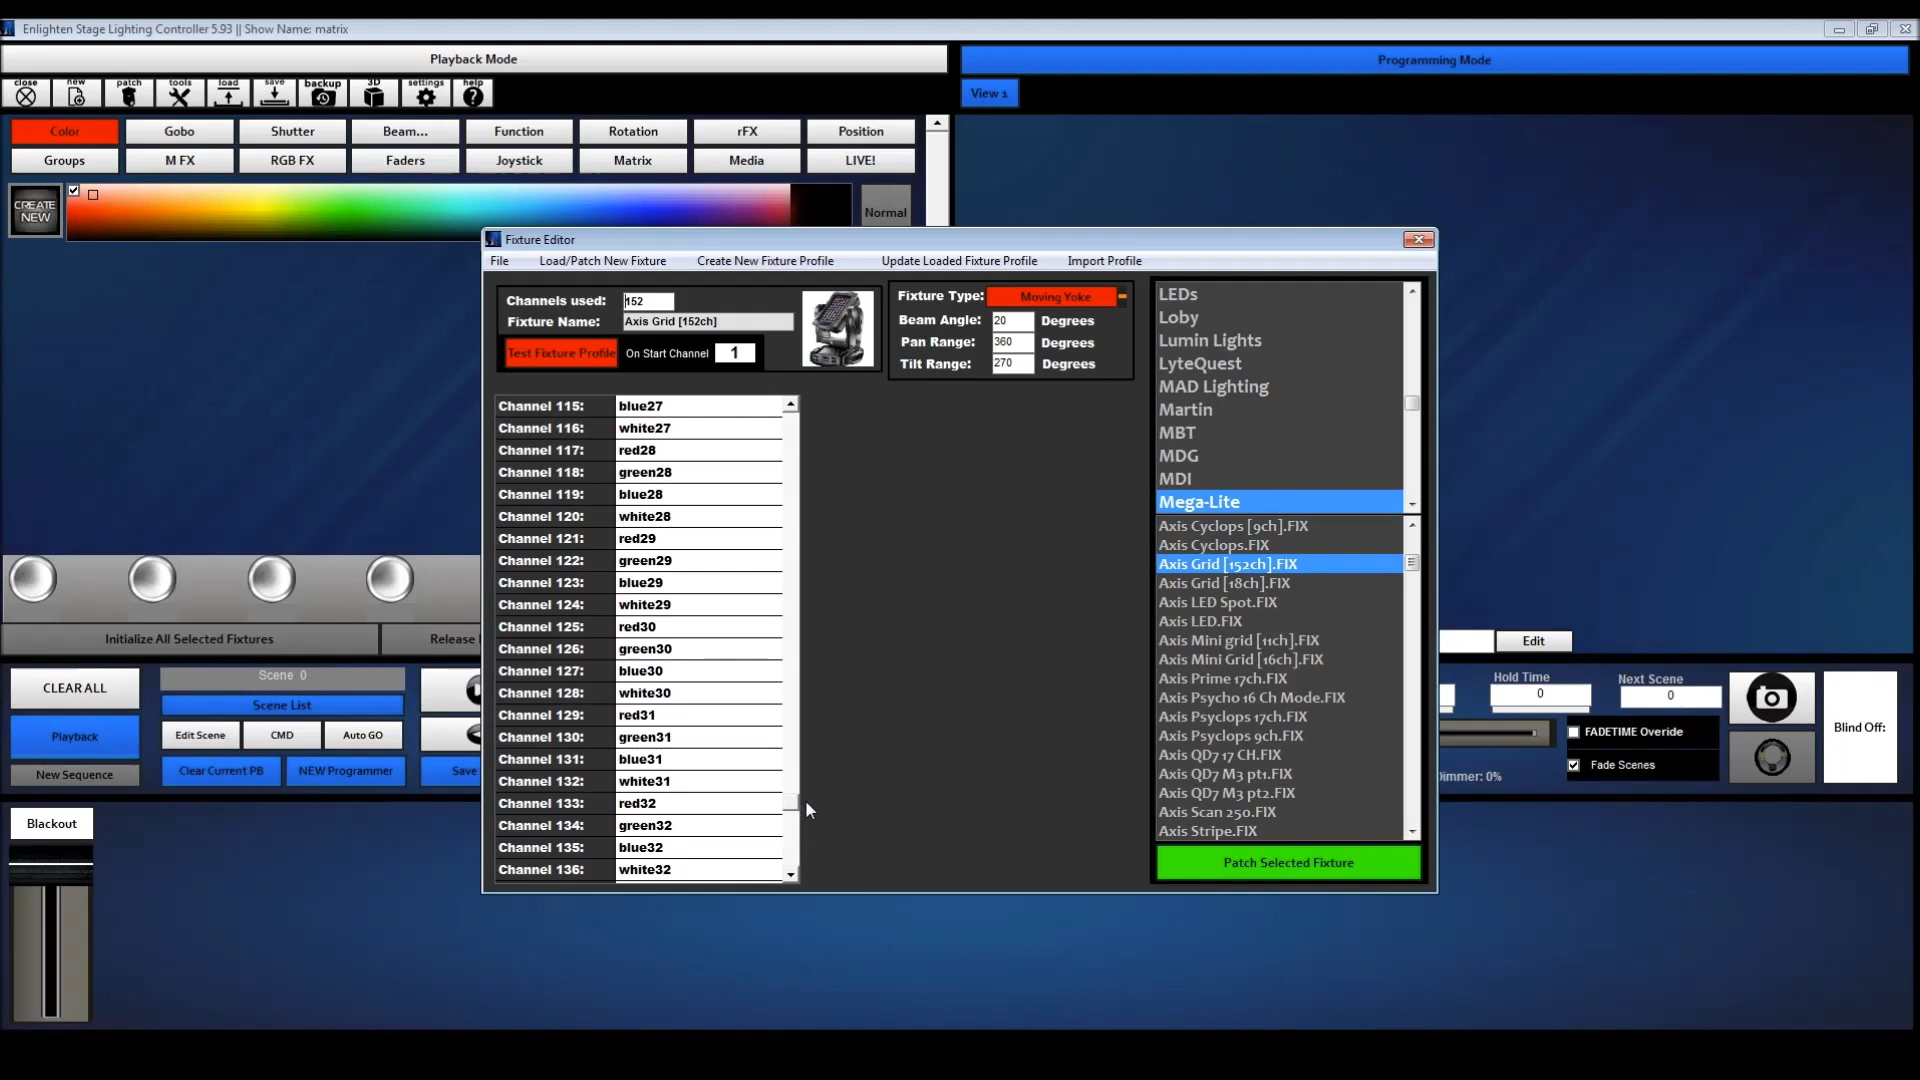 Enlighten Stage Lighting Controller 5.93 || Show Name: matrix
Playback Mode
Programming Mode
close
new
patch
tools
load
save
backup
3D
settings
help
View 1
Color
Gobo
Shutter
Beam...
Function
Rotation
rFX
Position
Groups
M FX
RGB FX
Faders
Joystick
Matrix
Media
LIVE!
CREATE
NEW
Normal
Fixture Editor
File
Load/Patch New Fixture
Create New Fixture Profile
Update Loaded Fixture Profile
Import Profile
Channels used: 152
Fixture Name: Axis Grid [152ch]
Test Fixture Profile
On Start Channel 1
Fixture Type: Moving Yoke
Beam Angle: 20 Degrees
Pan Range: 360 Degrees
Tilt Range: 270 Degrees
Channel 115: blue27
Channel 116: white27
Channel 117: red28
Channel 118: green28
Channel 119: blue28
Channel 120: white28
Channel 121: red29
Channel 122: green29
Channel 123: blue29
Channel 124: white29
Channel 125: red30
Channel 126: green30
Channel 127: blue30
Channel 128: white30
Channel 129: red31
Channel 130: green31
Channel 131: blue31
Channel 132: white31
Channel 133: red32
Channel 134: green32
Channel 135: blue32
Channel 136: white32
LEDs
Loby
Lumin Lights
LyteQuest
MAD Lighting
Martin
MBT
MDG
MDI
Mega-Lite
Axis Cyclops [9ch].FIX
Axis Cyclops.FIX
Axis Grid [152ch].FIX
Axis Grid [18ch].FIX
Axis LED Spot.FIX
Axis LED.FIX
Axis Mini grid [11ch].FIX
Axis Mini Grid [16ch].FIX
Axis Prime 17ch.FIX
Axis Psycho 16 Ch Mode.FIX
Axis Psyclops 17ch.FIX
Axis Psyclops 9ch.FIX
Axis QD7 17 CH.FIX
Axis QD7 M3 pt1.FIX
Axis QD7 M3 pt2.FIX
Axis Scan 250.FIX
Axis Stripe.FIX
Patch Selected Fixture
Initialize All Selected Fixtures
Release
Edit
CLEAR ALL
Scene 0
Scene List
Playback
Edit Scene
CMD
Auto GO
New Sequence
Clear Current PB
NEW Programmer
Save
Hold Time
0
Next Scene
0
FADETIME Overide
Fade Scenes
Dimmer: 0%
Blind Off:
Blackout